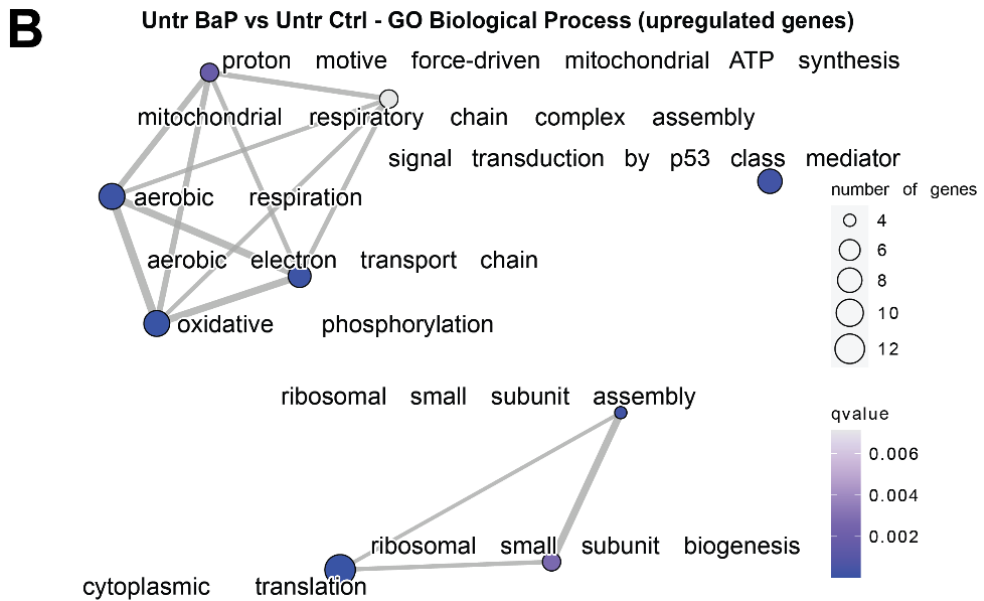 B
Untr BaP vs Untr Ctrl - GO Biological Process (upregulated genes)
proton motive force-driven mitochondrial ATP synthesis
mitochondrial respiratory chain complex assembly
signal transduction by p53 class mediator
number of genes
aerobic respiration
4
6
aerobic electron transport chain
8
10
oxidative phosphorylation
12
ribosomal small subunit assembly
qvalue
0.006
0.004
0.002
ribosomal small subunit biogenesis
cytoplasmic translation